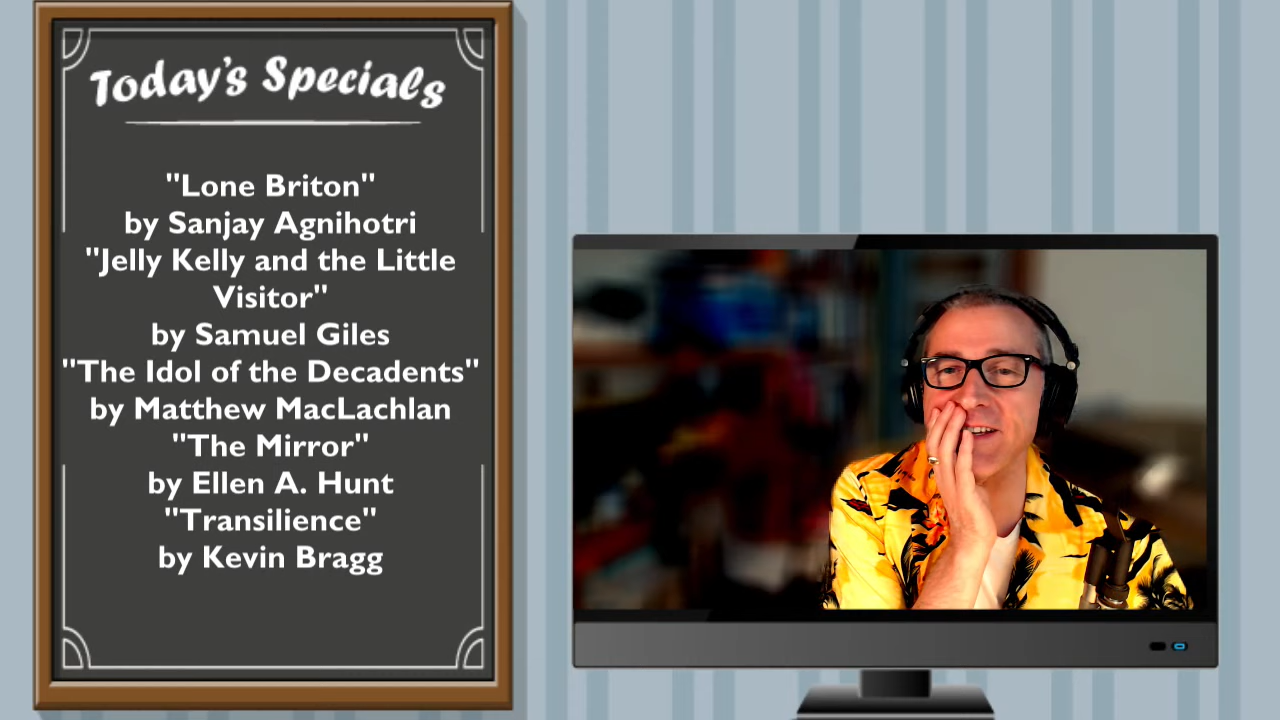 Today's Specials
"Lone Briton"
by Sanjay Agnihotri
"Jelly Kelly and the Little
Visitor"
by Samuel Giles
"The Idol of the Decadents"
by Matthew MacLachlan
"The Mirror"
by Ellen A. Hunt
"Transilience"
by Kevin Bragg